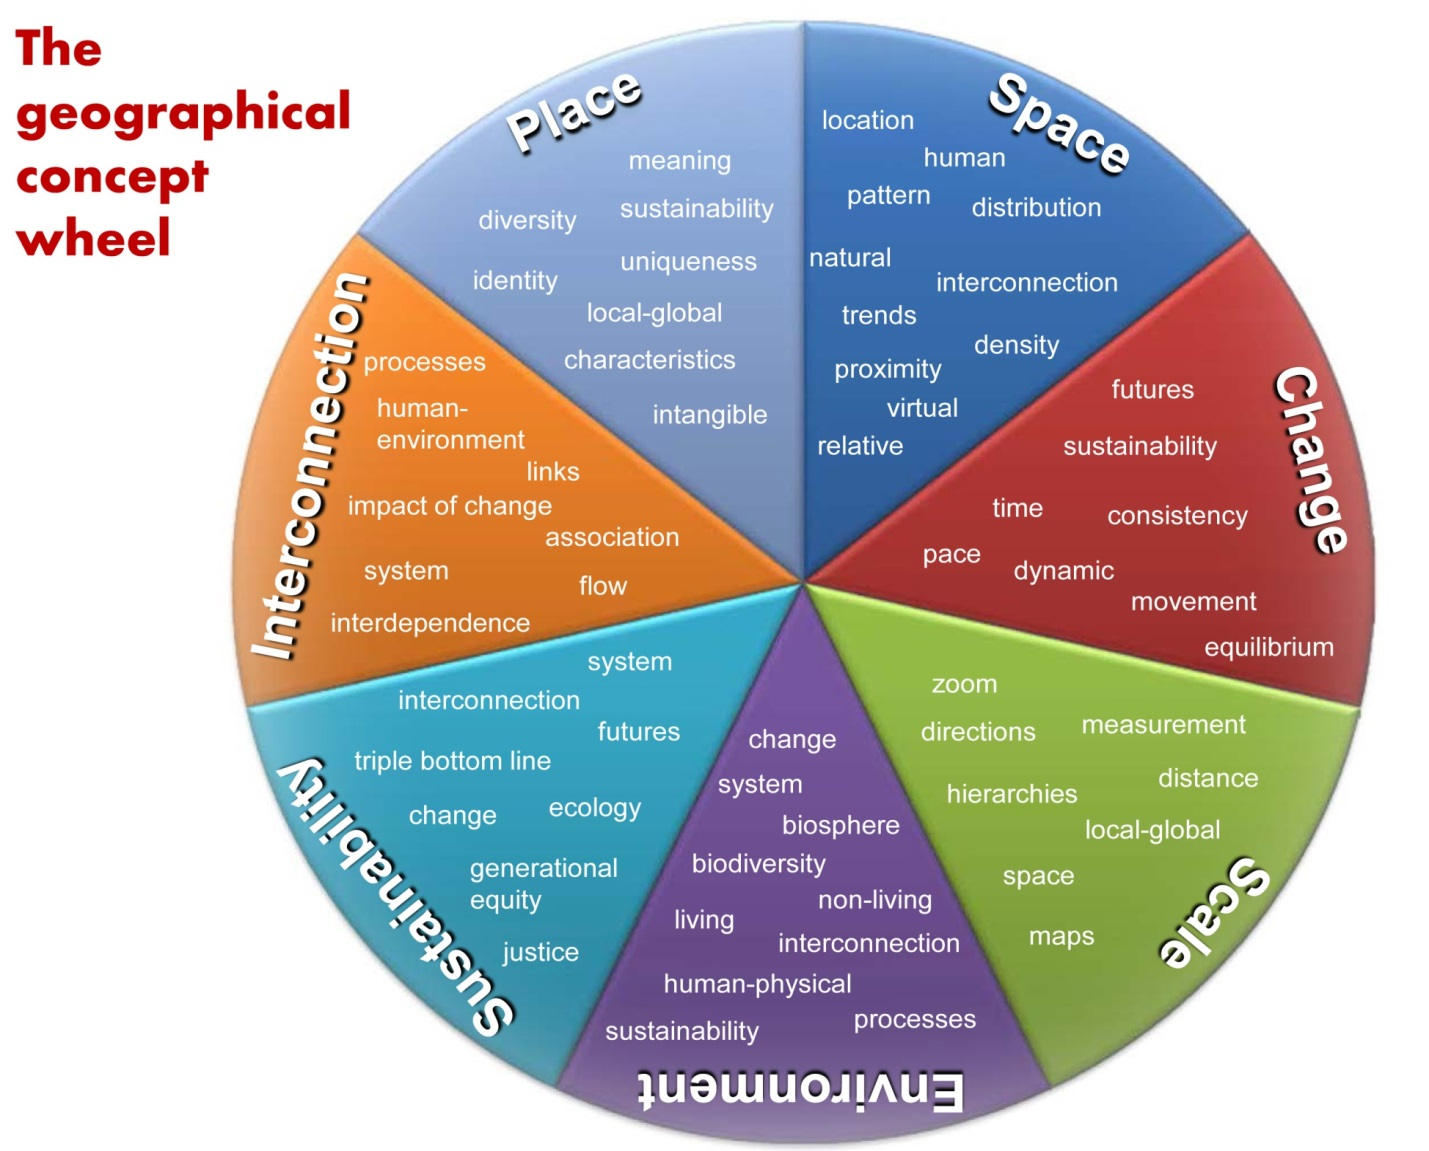 The
geographical
concept
wheel
Place
meaning
sustainability
diversity
uniqueness
identity
local-global
characteristics
intangible
Space
location
human
pattern
distribution
natural
interconnection
trends
density
proximity
virtual
relative
Change
futures
sustainability
time
consistency
pace
dynamic
movement
equilibrium
Scale
zoom
directions
measurement
distance
hierarchies
local-global
space
maps
Environment
change
system
biosphere
biodiversity
non-living
living
interconnection
human-physical
processes
sustainability
Sustainability
system
interconnection
futures
triple bottom line
change
ecology
generational
equity
justice
Interconnection
processes
human-
environment
links
impact of change
association
system
flow
interdependence